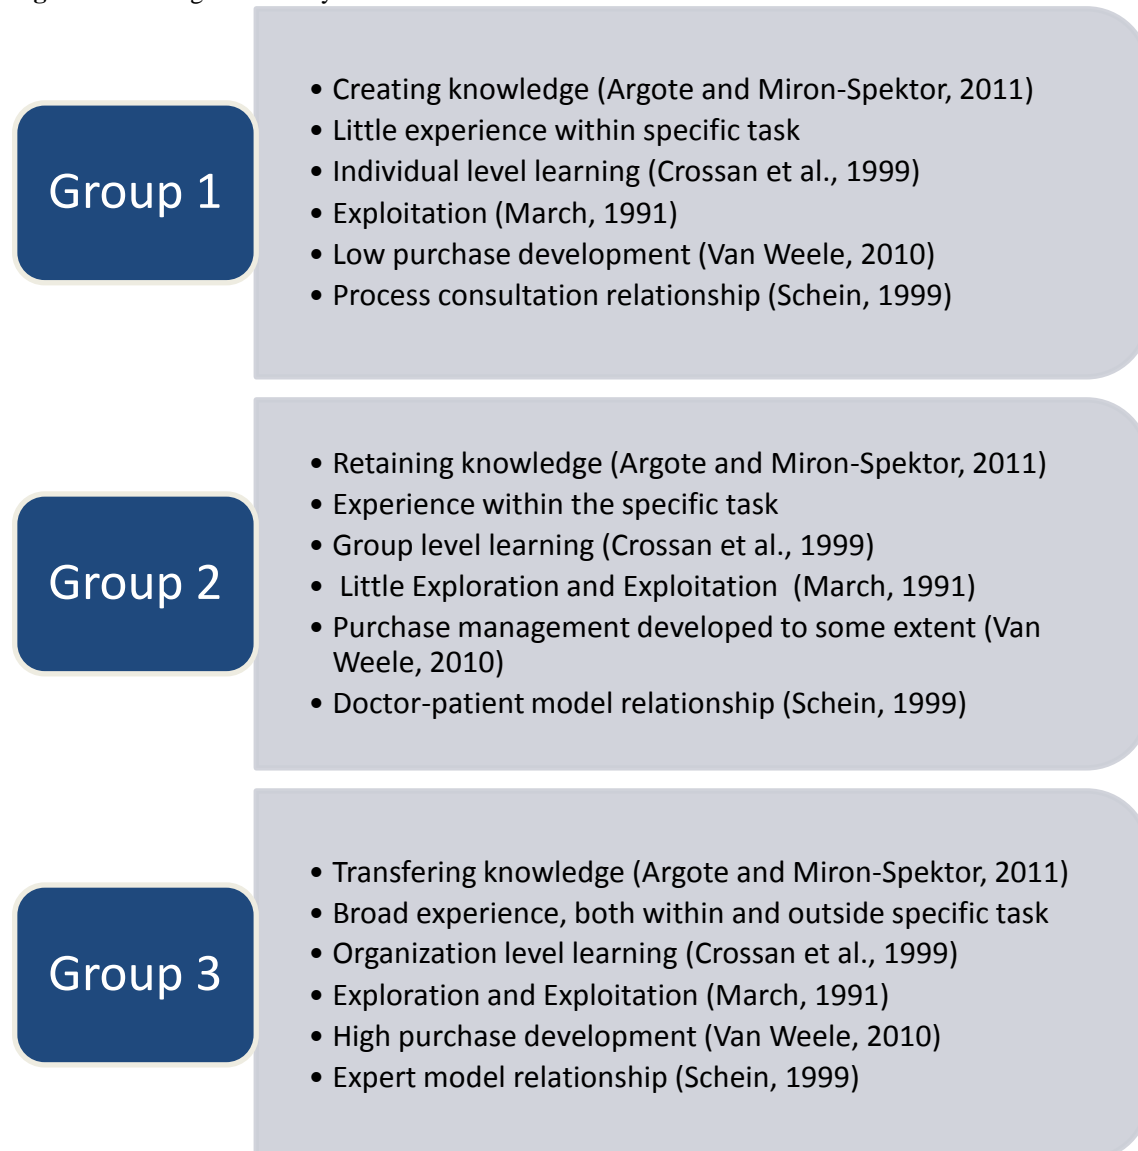 Group 1
• Creating knowledge (Argote and Miron-Spektor, 2011)
• Little experience within specific task
• Individual level learning (Crossan et al., 1999)
• Exploitation (March, 1991)
• Low purchase development (Van Weele, 2010)
• Process consultation relationship (Schein, 1999)
Group 2
• Retaining knowledge (Argote and Miron-Spektor, 2011)
• Experience within the specific task
• Group level learning (Crossan et al., 1999)
• Little Exploration and Exploitation (March, 1991)
• Purchase management developed to some extent (Van
Weele, 2010)
• Doctor-patient model relationship (Schein, 1999)
Group 3
• Transfering knowledge (Argote and Miron-Spektor, 2011)
• Broad experience, both within and outside specific task
• Organization level learning (Crossan et al., 1999)
• Exploration and Exploitation (March, 1991)
• High purchase development (Van Weele, 2010)
• Expert model relationship (Schein, 1999)